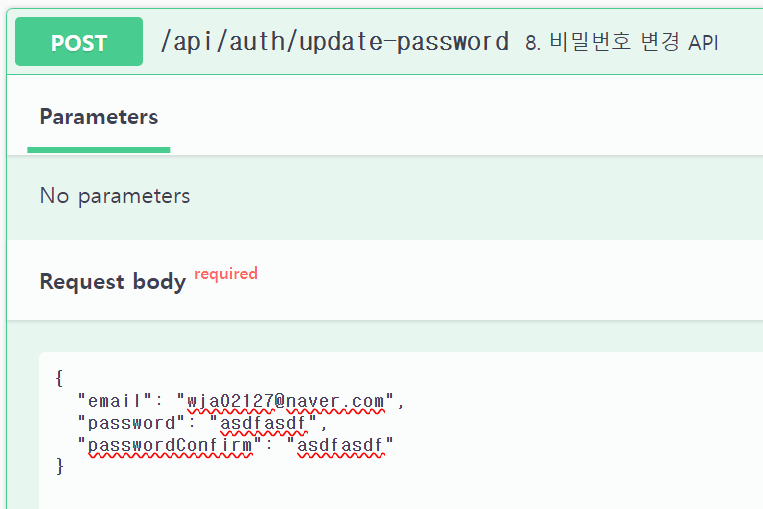 POST /api/auth/update-password 8. 비밀번호 변경 API
Parameters
No parameters
Request body required
{
"email": "wja02127@naver.com",
"password": "asdfasdf",
"passwordConfirm": "asdfasdf"
}